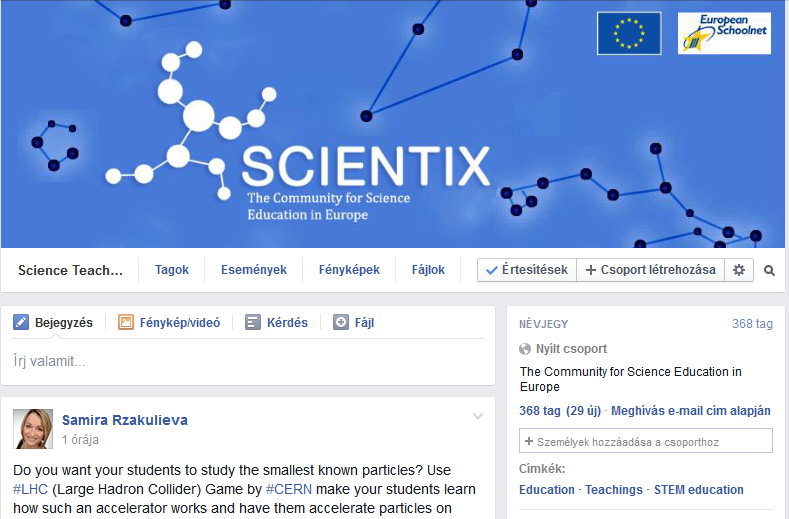 European
Schoolnet
SCIENTIX
The Community for Science
Education in Europe
Science Teach...
Tagok
Események
Fényképek
Fájlok
Értesítések
+ Csoport létrehozása
Bejegyzés
Fénykép/videó
Kérdés
Fájl
Írj valamit...
Samira Rzakulieva
1 órája
Do you want your students to study the smallest known particles? Use
#LHC (Large Hadron Collider) Game by #CERN make your students learn
how such an accelerator works and have them accelerate particles on
NÉVJEGY
368 tag
Nyílt csoport
The Community for Science Education in
Europe
368 tag (29 új) · Meghívás e-mail cím alapján
+ Személyek hozzáadása a csoporthoz
Címkék:
Education · Teachings · STEM education